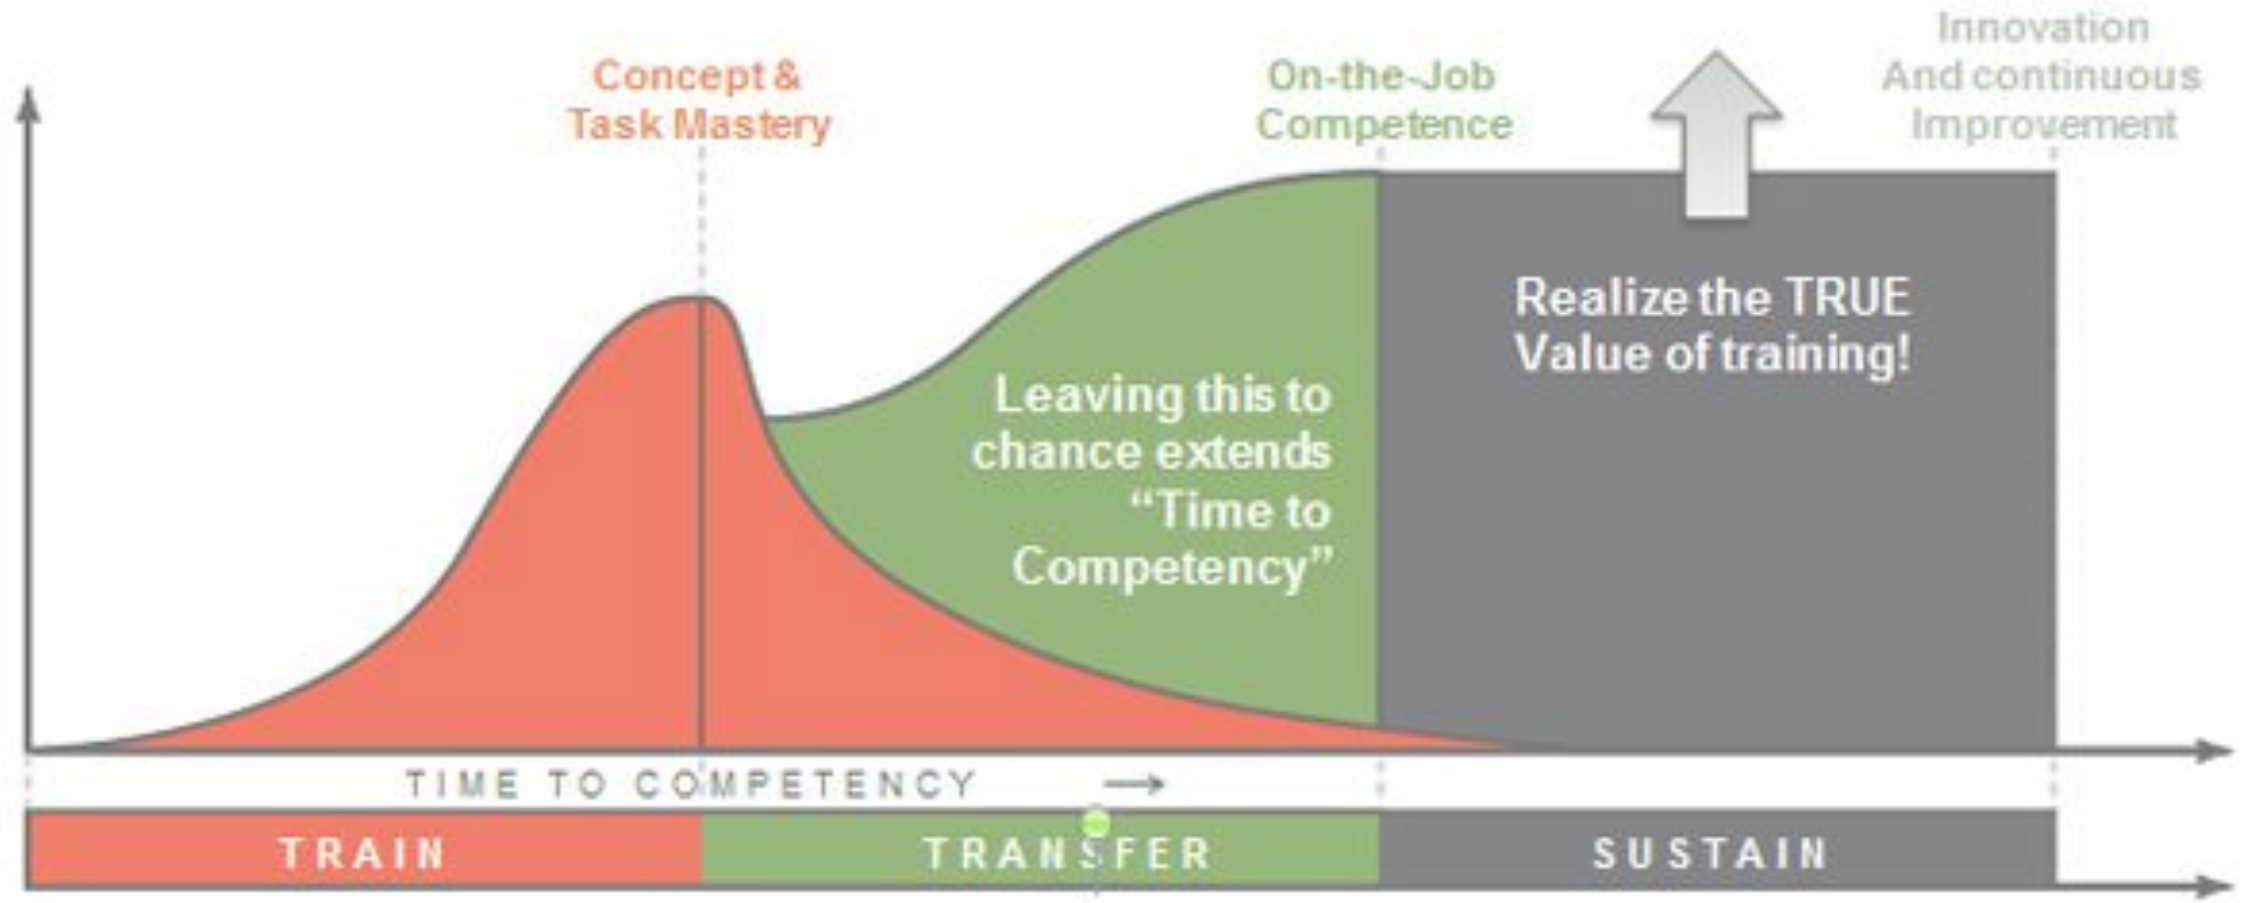 Concept &
Task Mastery
On-the-Job
Competence
Innovation
And continuous
Improvement
Realize the TRUE
Value of training!
Leaving this to
chance extends
“Time to
Competency”
TIME TO COMPETENCY
TRAIN
TRANSFER
SUSTAIN